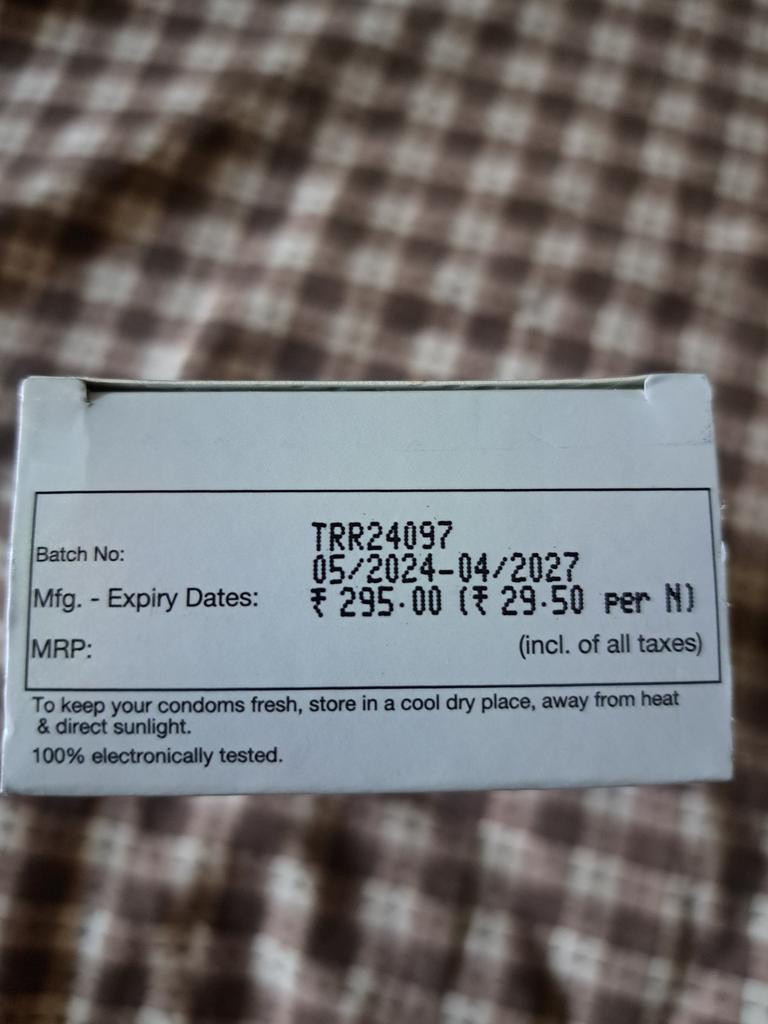 Batch No: TRR24097
Mfg. - Expiry Dates: 05/2024-04/2027
MRP: ₹ 295.00 (₹ 29.50 per N)
(incl. of all taxes)
To keep your condoms fresh, store in a cool dry place, away from heat
& direct sunlight.
100% electronically tested.